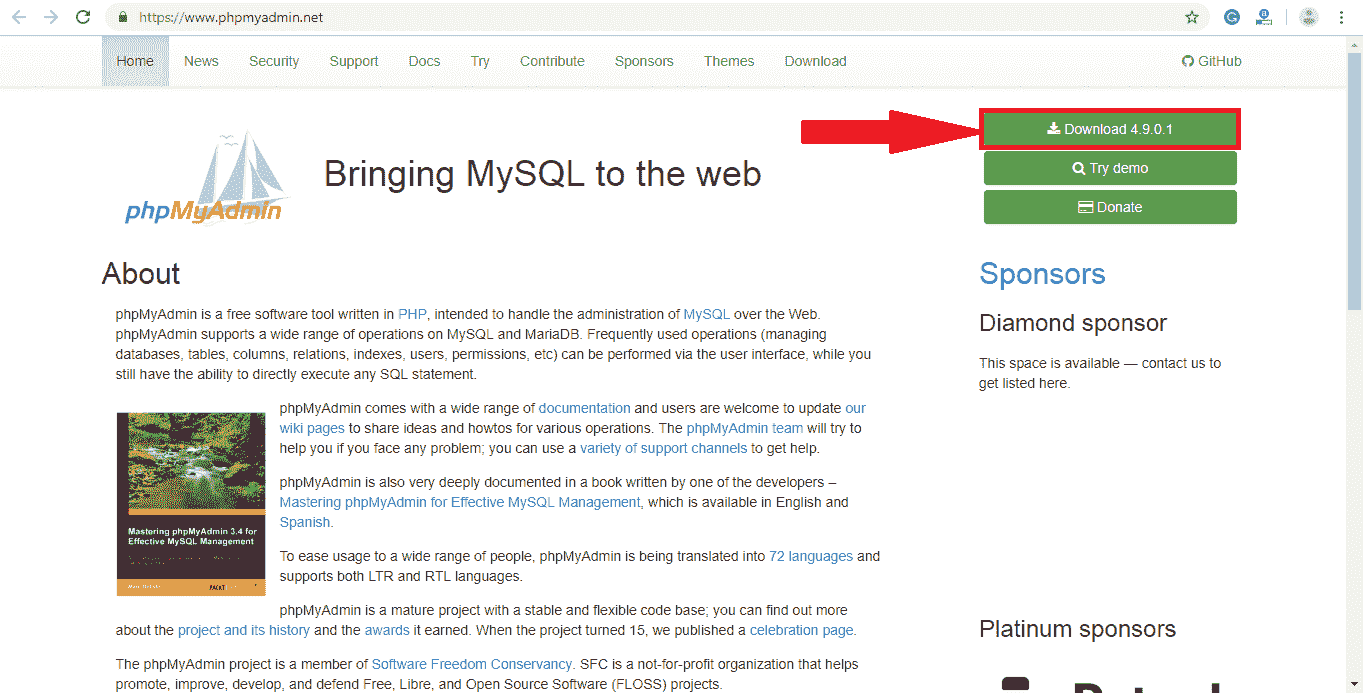 https://www.phpmyadmin.net
Home News Security Support Docs Try Contribute Sponsors Themes Download GitHub
Download 4.9.0.1
Try demo
Donate
phpMyAdmin
Bringing MySQL to the web
About
phpMyAdmin is a free software tool written in PHP, intended to handle the administration of MySQL over the Web.
phpMyAdmin supports a wide range of operations on MySQL and MariaDB. Frequently used operations (managing
databases, tables, columns, relations, indexes, users, permissions, etc) can be performed via the user interface, while you
still have the ability to directly execute any SQL statement.
phpMyAdmin comes with a wide range of documentation and users are welcome to update our
wiki pages to share ideas and howtos for various operations. The phpMyAdmin team will try to
help you if you face any problem; you can use a variety of support channels to get help.
phpMyAdmin is also very deeply documented in a book written by one of the developers –
Mastering phpMyAdmin for Effective MySQL Management, which is available in English and
Spanish.
Mastering phpMyAdmin 3.4 for
Effective MySQL Management
PACKT
To ease usage to a wide range of people, phpMyAdmin is being translated into 72 languages and
supports both LTR and RTL languages.
phpMyAdmin is a mature project with a stable and flexible code base; you can find out more
about the project and its history and the awards it earned. When the project turned 15, we published a celebration page.
The phpMyAdmin project is a member of Software Freedom Conservancy. SFC is a not-for-profit organization that helps
promote, improve, develop, and defend Free, Libre, and Open Source Software (FLOSS) projects.
Sponsors
Diamond sponsor
This space is available — contact us to
get listed here.
Platinum sponsors